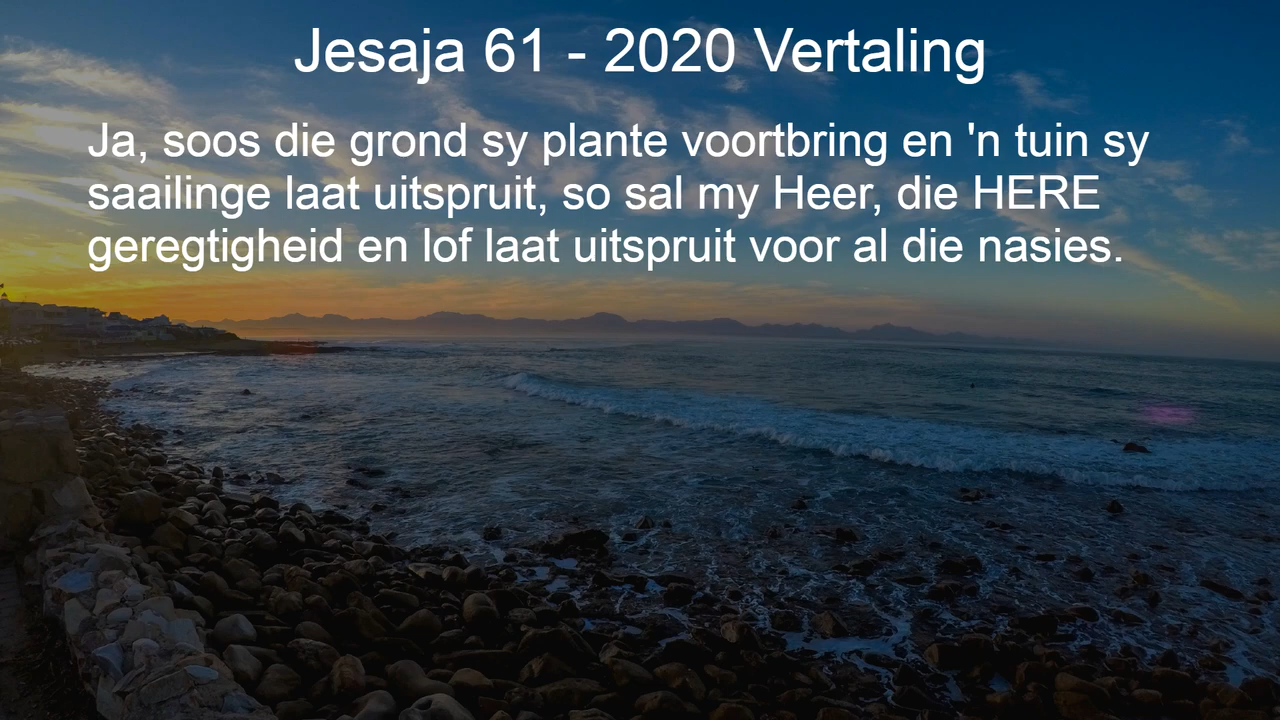 Jesaja 61 - 2020 Vertaling
Ja, soos die grond sy plante voortbring en 'n tuin sy
saailinge laat uitspruit, so sal my Heer, die HERE
geregtigheid en lof laat uitspruit voor al die nasies.